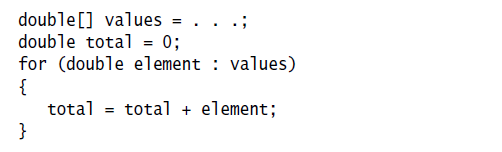 double[] values = . . .;
double total = 0;
for (double element : values)
{
   total = total + element;
}